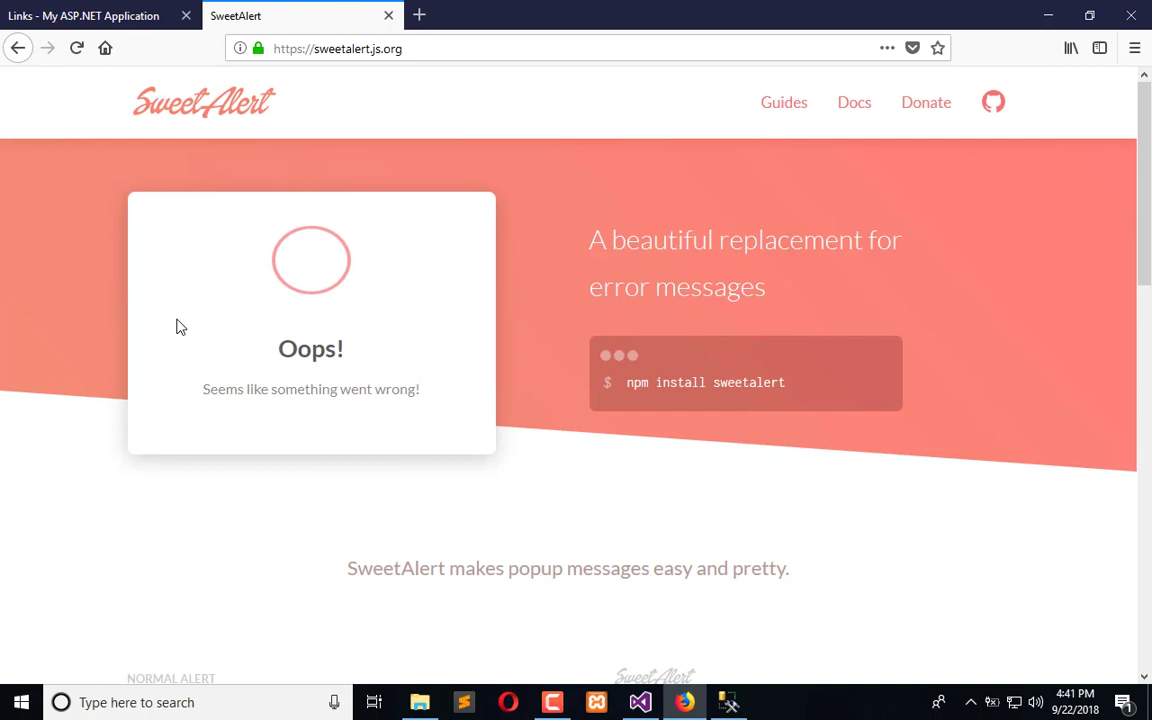 Links - My ASP.NET Application
SweetAlert
https://sweetalert.js.org
SweetAlert
Guides
Docs
Donate
Oops!
Seems like something went wrong!
A beautiful replacement for
error messages
$ npm install sweetalert
SweetAlert makes popup messages easy and pretty.
NORMAL ALERT
SweetAlert
Type here to search
4:41 PM
9/22/2018
1